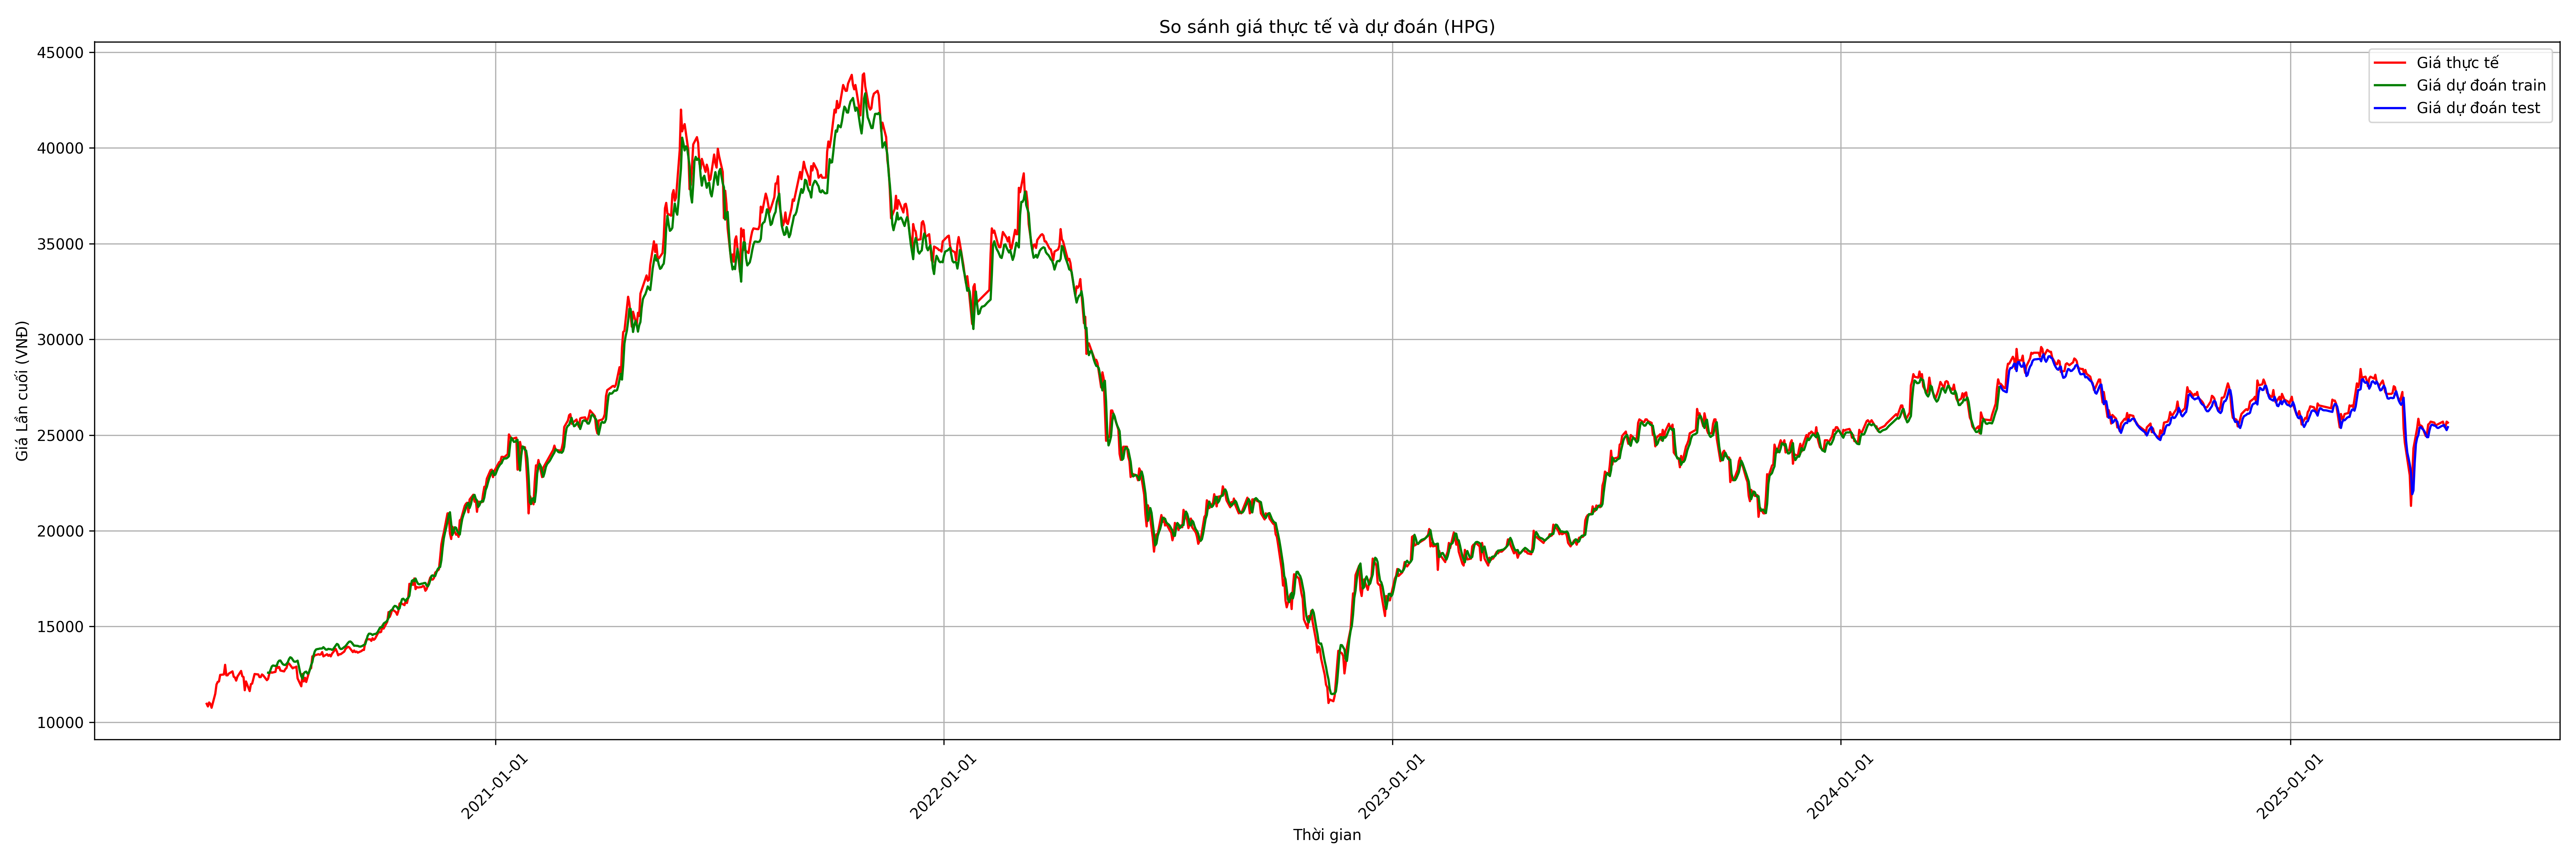 So sánh giá thực tế và dự đoán (HPG)
45000
40000
35000
30000
25000
20000
15000
10000
Giá Lần cuối (VNĐ)
Giá thực tế
Giá dự đoán train
Giá dự đoán test
2021-01-01
2022-01-01
2023-01-01
2024-01-01
2025-01-01
Thời gian